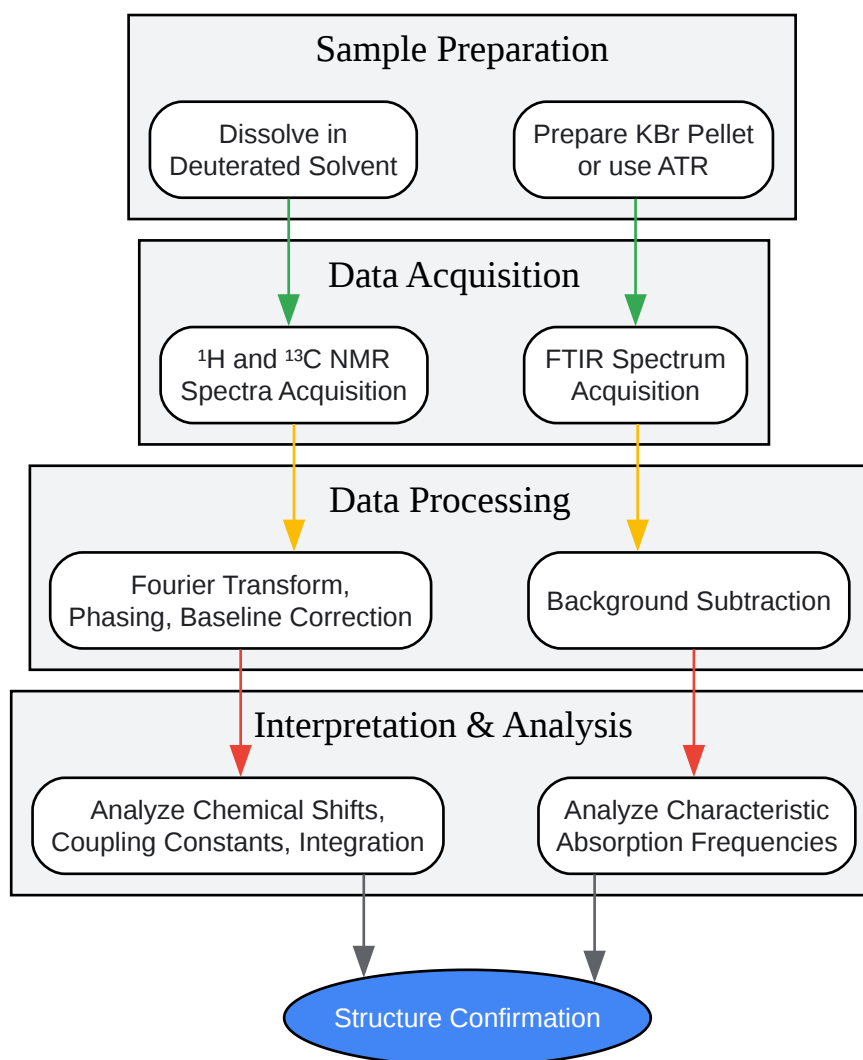 Sample Preparation
Dissolve in
Deuterated Solvent
Prepare KBr Pellet
or use ATR
Data Acquisition
¹H and ¹³C NMR
Spectra Acquisition
FTIR Spectrum
Acquisition
Data Processing
Fourier Transform,
Phasing, Baseline Correction
Background Subtraction
Interpretation & Analysis
Analyze Chemical Shifts,
Coupling Constants, Integration
Analyze Characteristic
Absorption Frequencies
Structure Confirmation